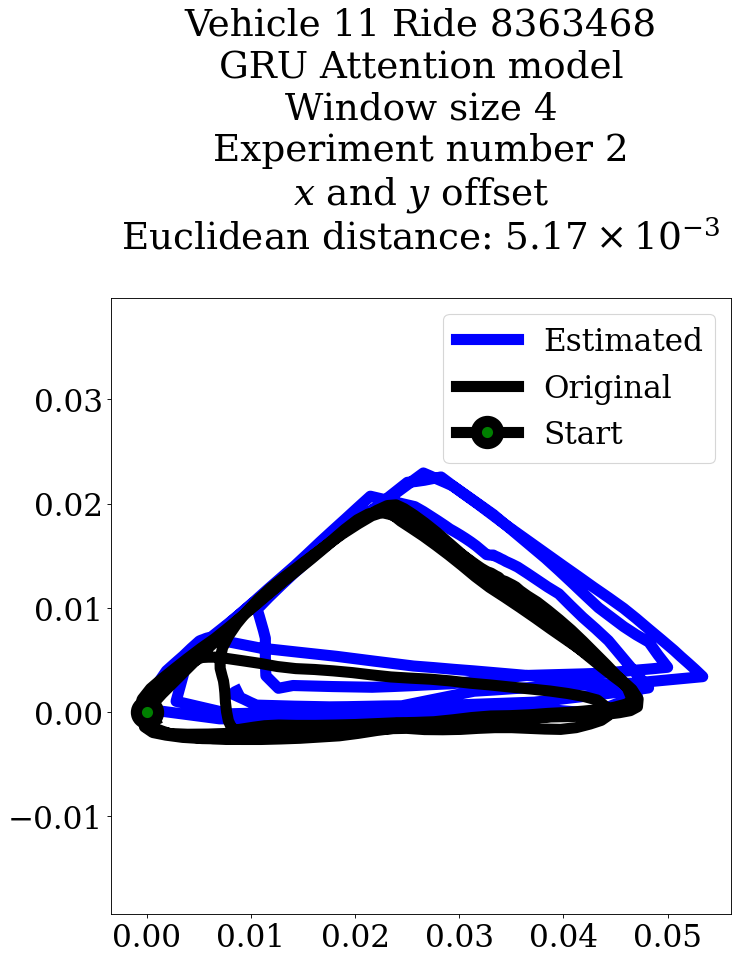 Vehicle 11 Ride 8363468
GRU Attention model
Window size 4
Experiment number 2
x and y offset
Euclidean distance: 5.17 × 10⁻³
Estimated
Original
Start
0.03
0.02
0.01
0.00
−0.01
0.00 0.01 0.02 0.03 0.04 0.05